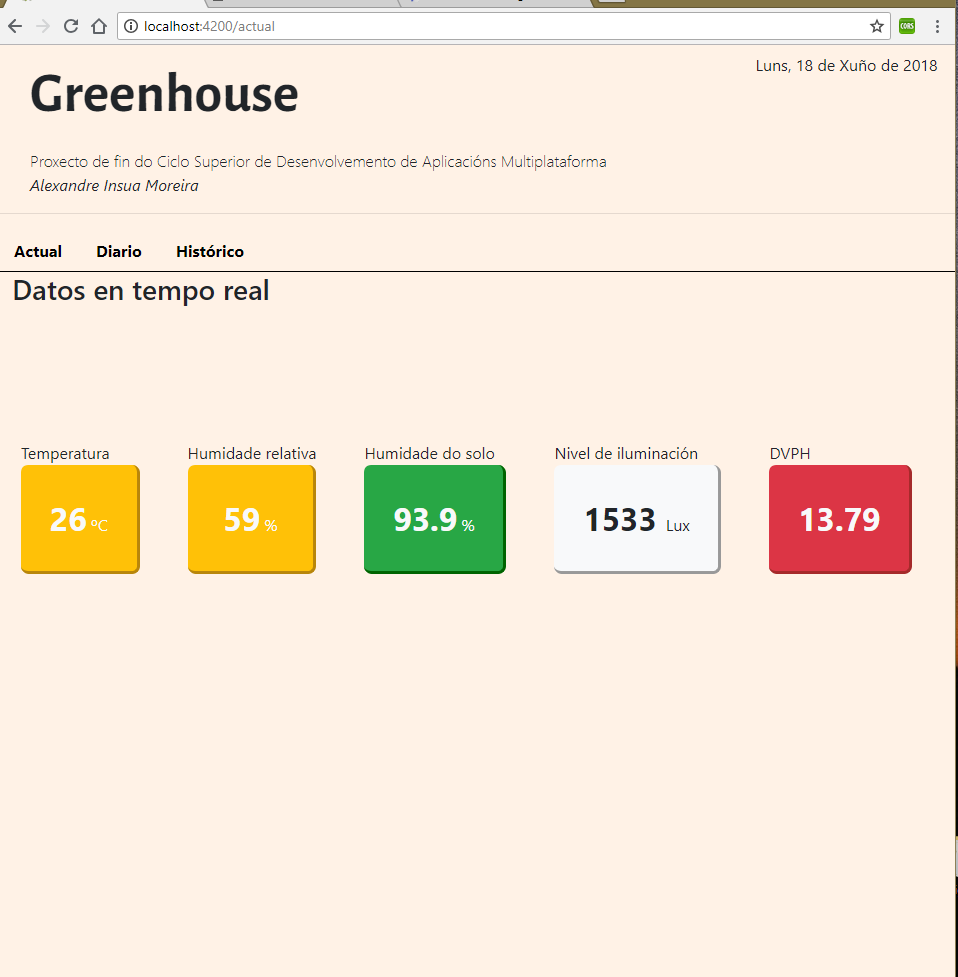 localhost:4200/actual
CORS
Luns, 18 de Xuño de 2018
Greenhouse
Proxecto de fin do Ciclo Superior de Desenvolvemento de Aplicacións Multiplataforma
Alexandre Insua Moreira
Actual Diario Histórico
Datos en tempo real
Temperatura Humidade relativa Humidade do solo Nivel de iluminación DVPH
26 ºC 59 % 93.9 % 1533 Lux 13.79